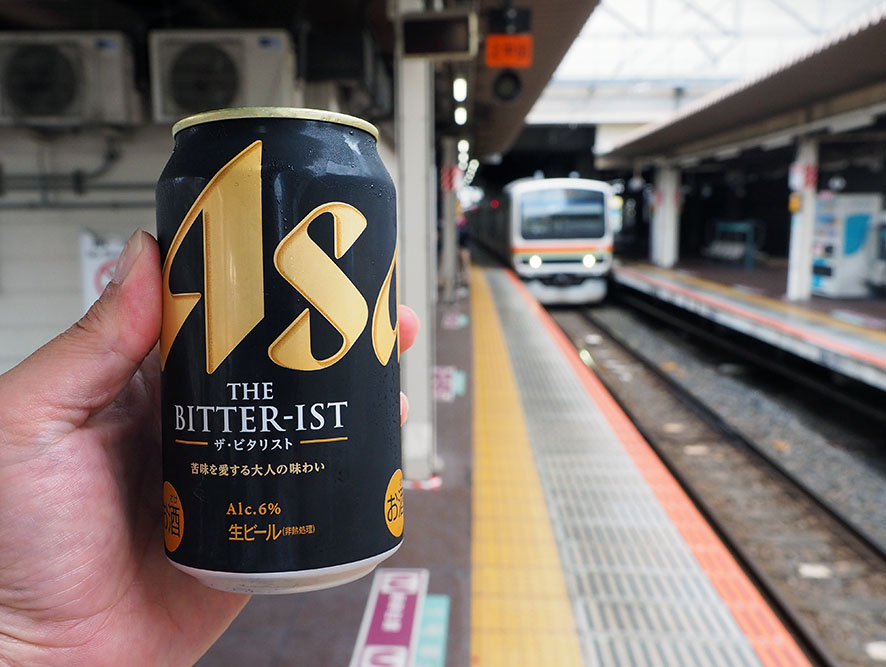 Asa
THE
BITTER-IST
ザ・ビタリスト
苦味を愛する大人の味わい
Alc.6%
生ビール(非熱処理)
お酒
お酒